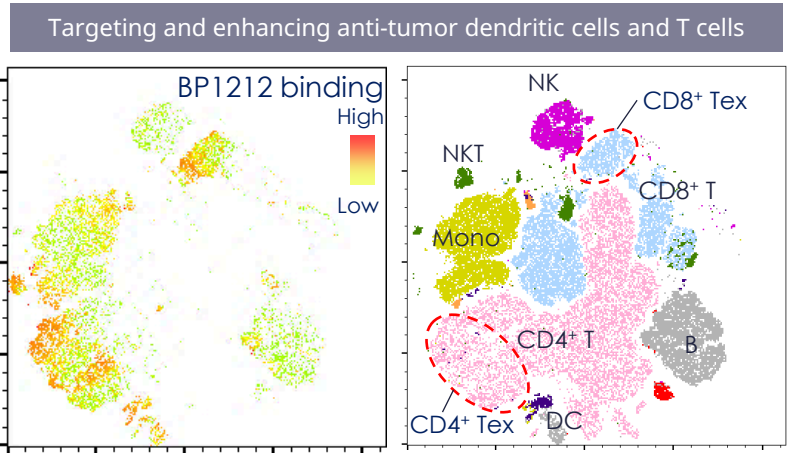 Targeting and enhancing anti-tumor dendritic cells and T cells
BP1212 binding
High
Low
NK
CD8⁺ Tex
NKT
CD8⁺ T
Mono
CD4⁺ T
B
CD4⁺ Tex
DC